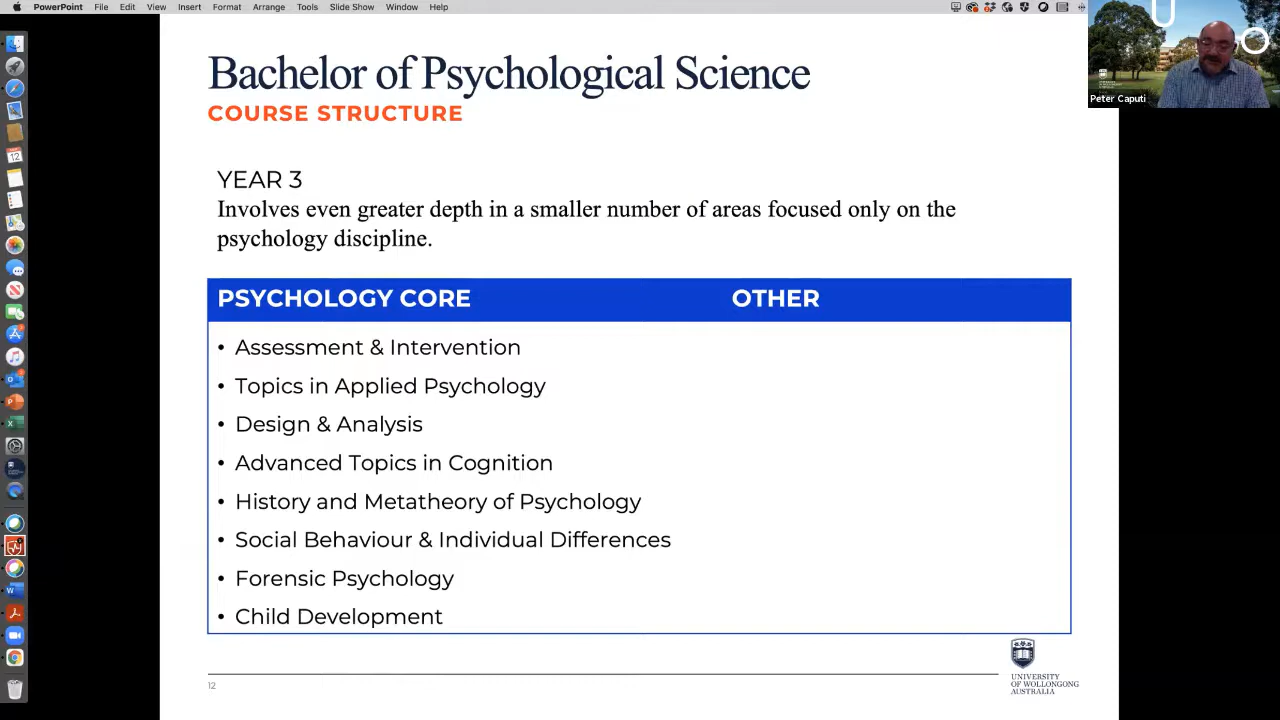 PowerPoint File Edit View Insert Format Arrange Tools Slide Show Window Help
Peter Caputi
Bachelor of Psychological Science
COURSE STRUCTURE
YEAR 3
Involves even greater depth in a smaller number of areas focused only on the
psychology discipline.
PSYCHOLOGY CORE OTHER
• Assessment & Intervention
• Topics in Applied Psychology
• Design & Analysis
• Advanced Topics in Cognition
• History and Metatheory of Psychology
• Social Behaviour & Individual Differences
• Forensic Psychology
• Child Development
12
UNIVERSITY
OF WOLLONGONG
AUSTRALIA